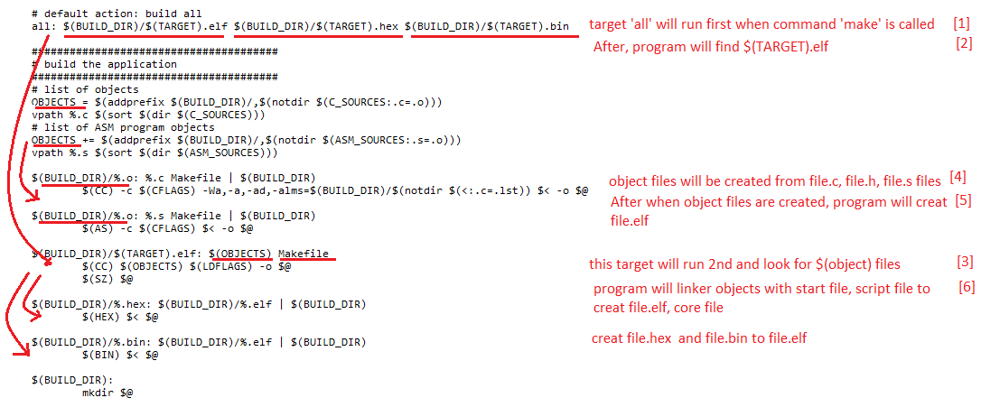 # default action: build all
all: $(BUILD_DIR)/$(TARGET).elf $(BUILD_DIR)/$(TARGET).hex $(BUILD_DIR)/$(TARGET).bin
target 'all' will run first when command 'make' is called [1]
After, program will find $(TARGET).elf [2]
#######################################
# build the application
#######################################
# list of objects
OBJECTS = $(addprefix $(BUILD_DIR)/,$(notdir $(C_SOURCES:.c=.o)))
vpath %.c $(sort $(dir $(C_SOURCES)))
# list of ASM program objects
OBJECTS += $(addprefix $(BUILD_DIR)/,$(notdir $(ASM_SOURCES:.s=.o)))
vpath %.s $(sort $(dir $(ASM_SOURCES)))
$(BUILD_DIR)/%.o: %.c Makefile | $(BUILD_DIR)
$(CC) -c $(CFLAGS) -Wa,-a,-ad,-alms=$(BUILD_DIR)/$(notdir $(<:.c=.lst)) $< -o $@
object files will be created from file.c, file.h, file.s files [4]
After when object files are created, program will creat [5]
file.elf
$(BUILD_DIR)/%.o: %.s Makefile | $(BUILD_DIR)
$(AS) -c $(CFLAGS) $< -o $@
$(BUILD_DIR)/$(TARGET).elf: $(OBJECTS) Makefile
$(CC) $(OBJECTS) $(LDFLAGS) -o $@
$(SZ) $@
this target will run 2nd and look for $(object) files [3]
program will linker objects with start file, script file to [6]
creat file.elf, core file
$(BUILD_DIR)/%.hex: $(BUILD_DIR)/%.elf | $(BUILD_DIR)
$(HEX) $< $@
creat file.hex and file.bin to file.elf
$(BUILD_DIR)/%.bin: $(BUILD_DIR)/%.elf | $(BUILD_DIR)
$(BIN) $< $@
$(BUILD_DIR):
mkdir $@